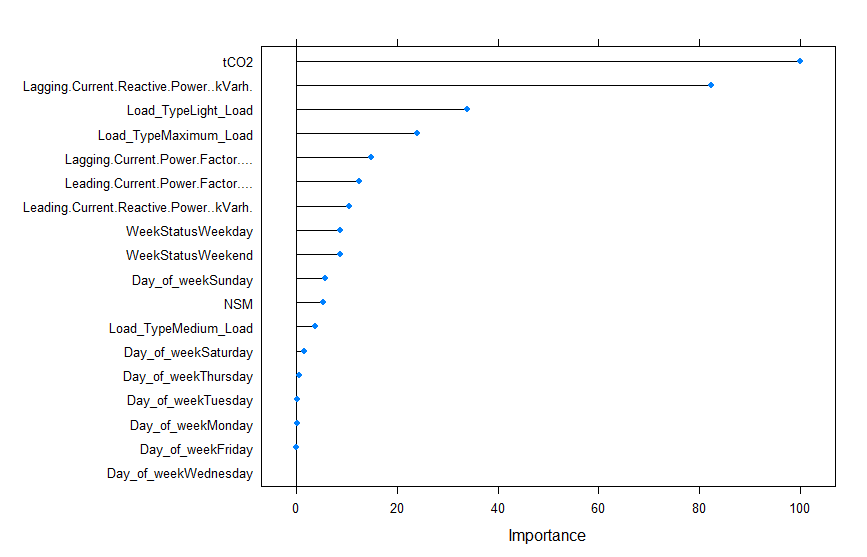 tCO2
Lagging.Current.Reactive.Power..kVarh.
Load_TypeLight_Load
Load_TypeMaximum_Load
Lagging.Current.Power.Factor....
Leading.Current.Power.Factor....
Leading.Current.Reactive.Power..kVarh.
WeekStatusWeekday
WeekStatusWeekend
Day_of_weekSunday
NSM
Load_TypeMedium_Load
Day_of_weekSaturday
Day_of_weekThursday
Day_of_weekTuesday
Day_of_weekMonday
Day_of_weekFriday
Day_of_weekWednesday
0 20 40 60 80 100
Importance